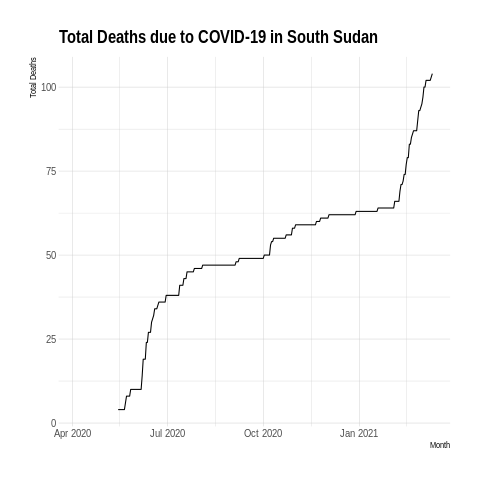 Total Deaths due to COVID-19 in South Sudan
Total Deaths
100
75
50
25
0
Apr 2020 Jul 2020 Oct 2020 Jan 2021
Month